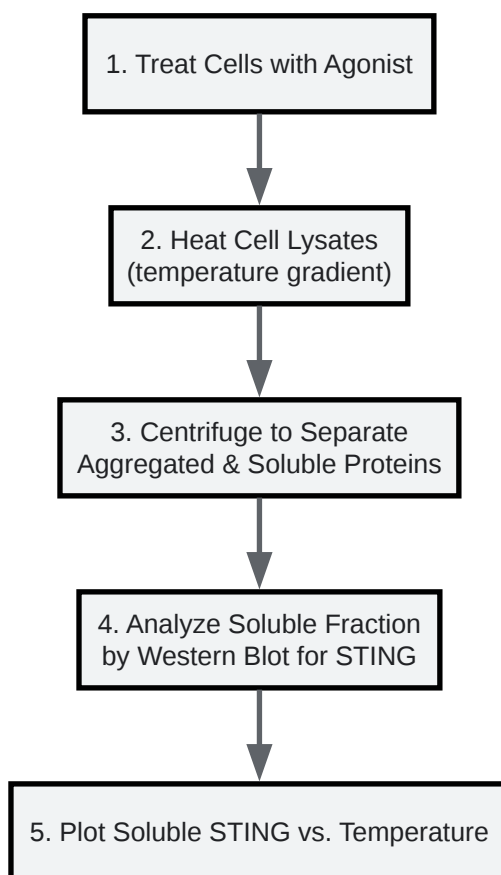 1. Treat Cells with Agonist
2. Heat Cell Lysates
(temperature gradient)
3. Centrifuge to Separate
Aggregated & Soluble Proteins
4. Analyze Soluble Fraction
by Western Blot for STING
5. Plot Soluble STING vs. Temperature